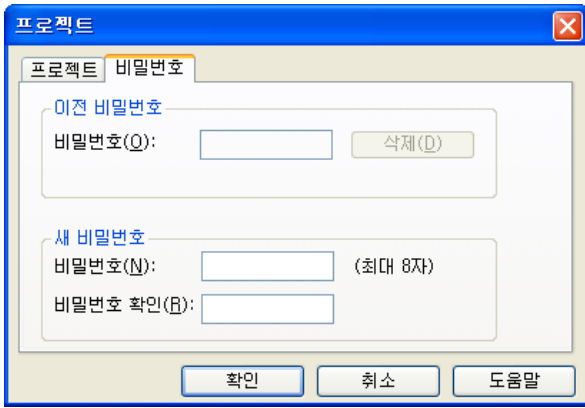 프로젝트
프로젝트 비밀번호
이전 비밀번호
비밀번호(O): 삭제(D)
새 비밀번호
비밀번호(N): (최대 8자)
비밀번호 확인(R):
확인 취소 도움말